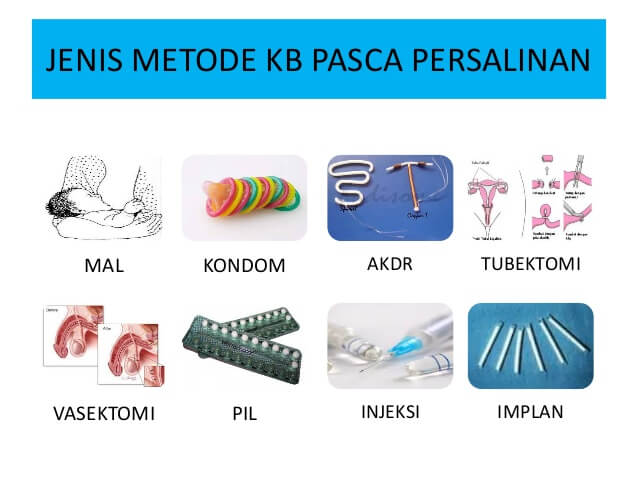 JENIS METODE KB PASCA PERSALINAN
MAL
KONDOM
AKDR
TUBEKTOMI
VASEKTOMI
PIL
INJEKSI
IMPLAN